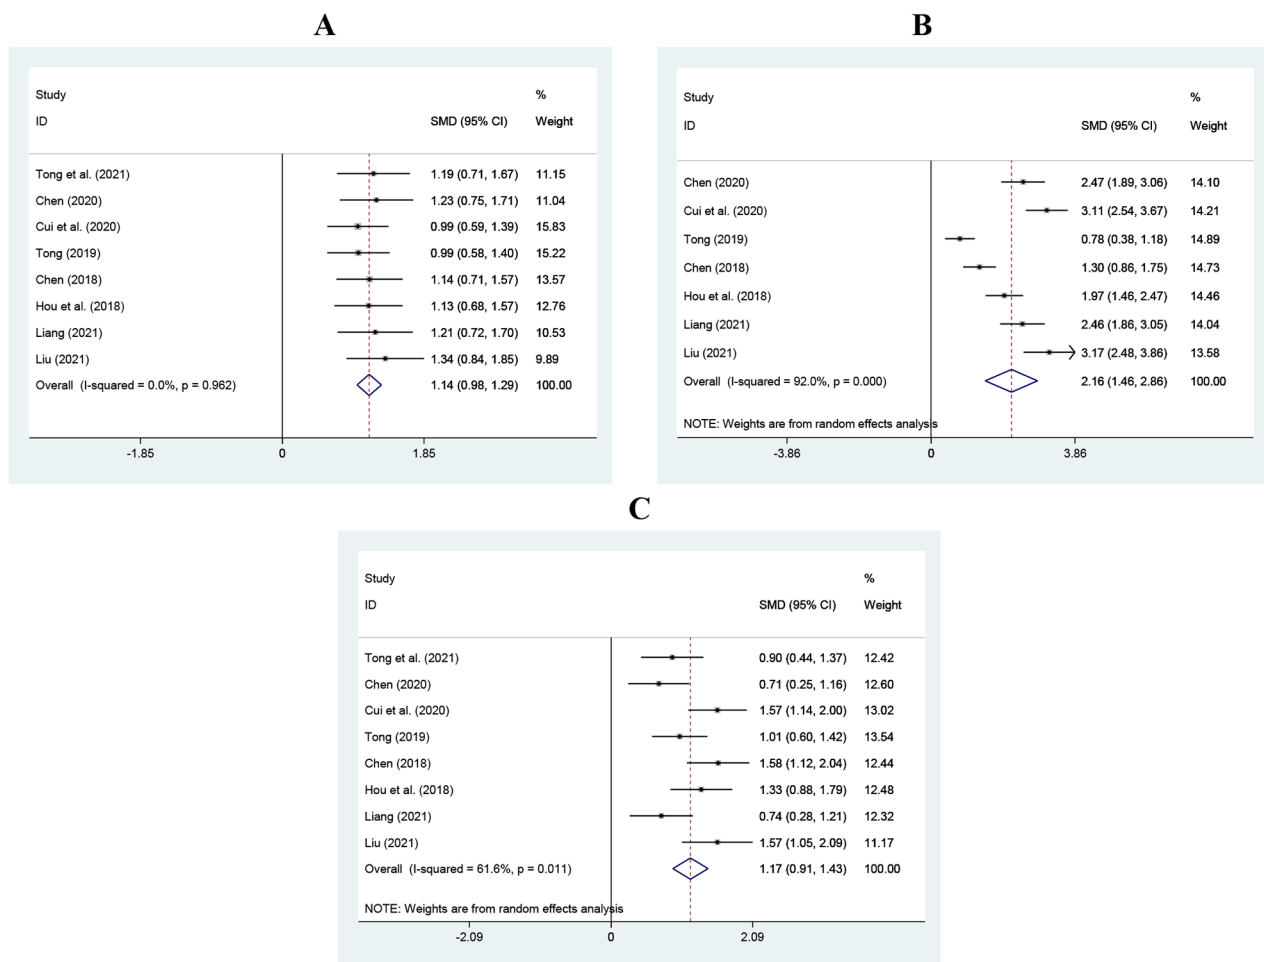 A
Study %
ID SMD (95% CI) Weight
Tong et al. (2021) 1.19 (0.71, 1.67) 11.15
Chen (2020) 1.23 (0.75, 1.71) 11.04
Cui et al. (2020) 0.99 (0.59, 1.39) 15.83
Tong (2019) 0.99 (0.58, 1.40) 15.22
Chen (2018) 1.14 (0.71, 1.57) 13.57
Hou et al. (2018) 1.13 (0.68, 1.57) 12.76
Liang (2021) 1.21 (0.72, 1.70) 10.53
Liu (2021) 1.34 (0.84, 1.85) 9.89
Overall (I-squared = 0.0%, p = 0.962) 1.14 (0.98, 1.29) 100.00
-1.85 0 1.85
B
Study %
ID SMD (95% CI) Weight
Chen (2020) 2.47 (1.89, 3.06) 14.10
Cui et al. (2020) 3.11 (2.54, 3.67) 14.21
Tong (2019) 0.78 (0.38, 1.18) 14.89
Chen (2018) 1.30 (0.86, 1.75) 14.73
Hou et al. (2018) 1.97 (1.46, 2.47) 14.46
Liang (2021) 2.46 (1.86, 3.05) 14.04
Liu (2021) 3.17 (2.48, 3.86) 13.58
Overall (I-squared = 92.0%, p = 0.000) 2.16 (1.46, 2.86) 100.00
NOTE: Weights are from random effects analysis
-3.86 0 3.86
C
Study %
ID SMD (95% CI) Weight
Tong et al. (2021) 0.90 (0.44, 1.37) 12.42
Chen (2020) 0.71 (0.25, 1.16) 12.60
Cui et al. (2020) 1.57 (1.14, 2.00) 13.02
Tong (2019) 1.01 (0.60, 1.42) 13.54
Chen (2018) 1.58 (1.12, 2.04) 12.44
Hou et al. (2018) 1.33 (0.88, 1.79) 12.48
Liang (2021) 0.74 (0.28, 1.21) 12.32
Liu (2021) 1.57 (1.05, 2.09) 11.17
Overall (I-squared = 61.6%, p = 0.011) 1.17 (0.91, 1.43) 100.00
NOTE: Weights are from random effects analysis
-2.09 0 2.09